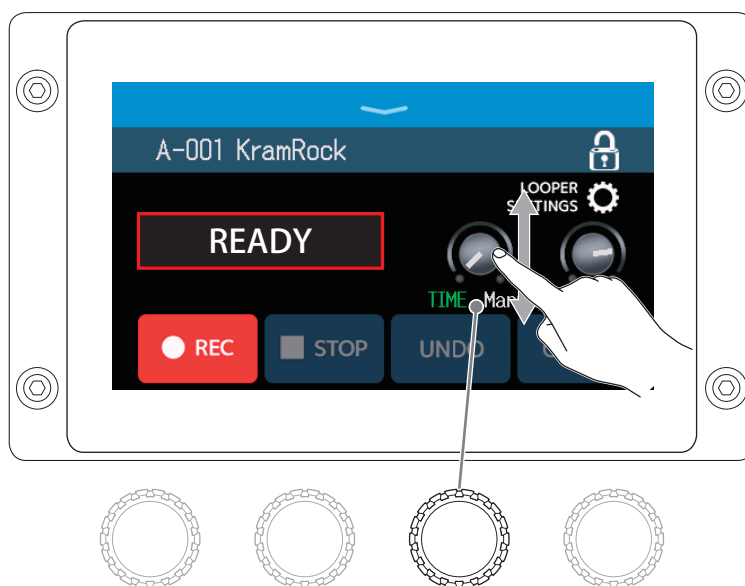 A-001 KramRock
LOOPER
SETTINGS
READY
TIME
REC
STOP
UNDO